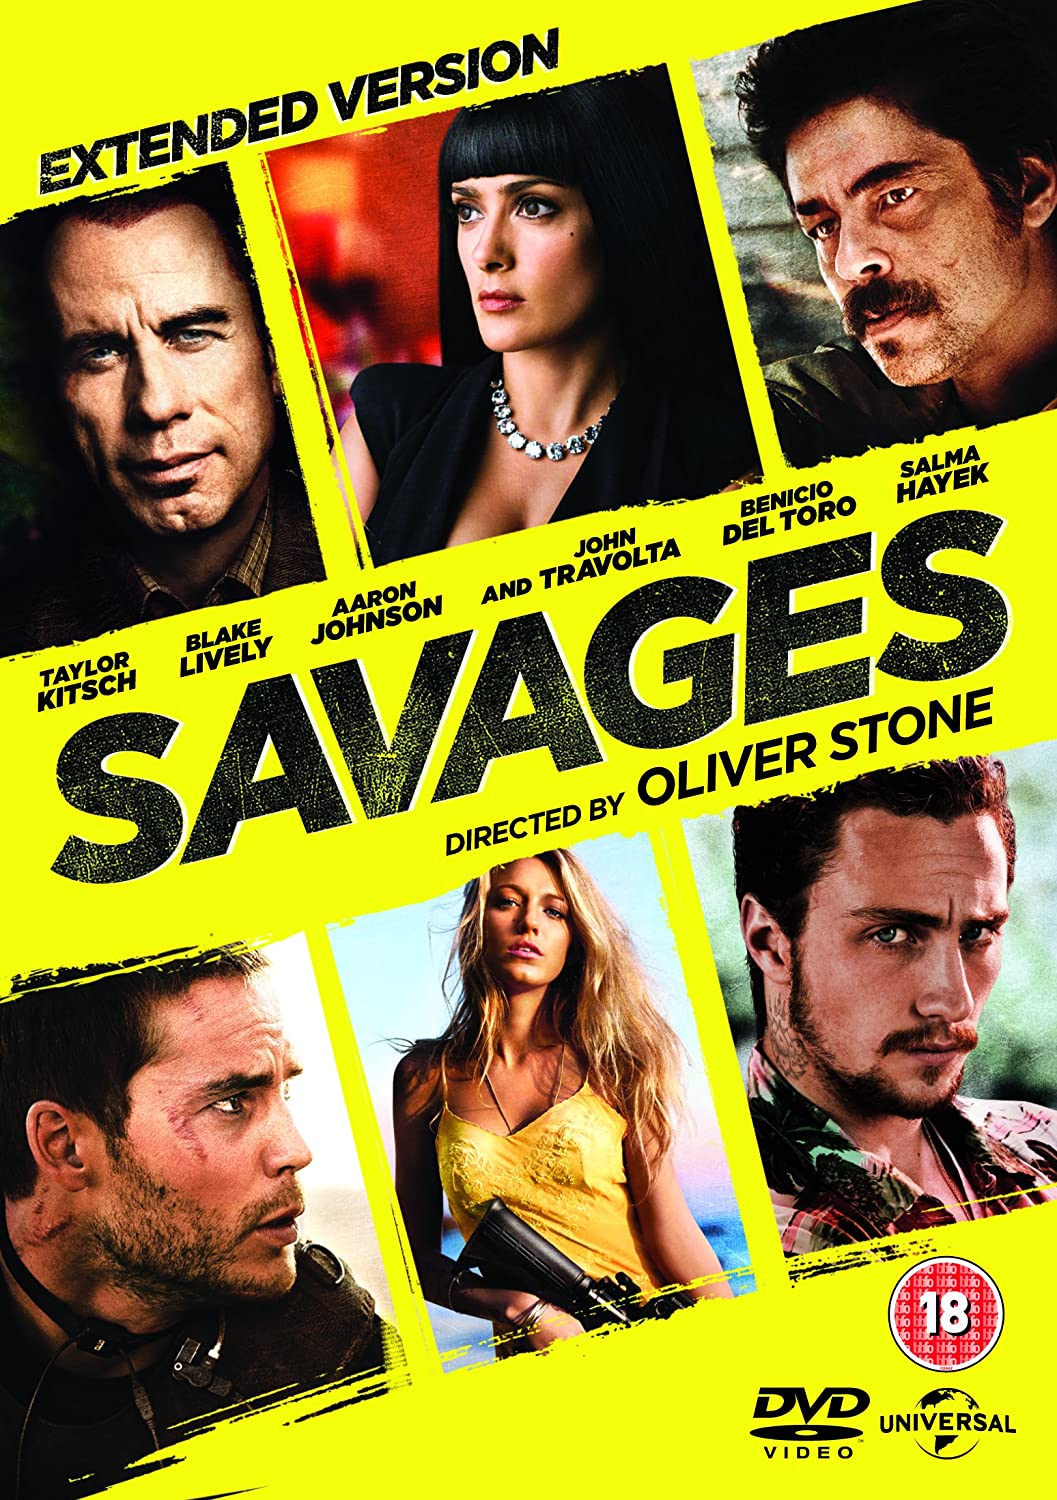 EXTENDED VERSION
TAYLOR
KITSCH
BLAKE
LIVELY
AARON
JOHNSON
AND JOHN
TRAVOLTA
BENICIO
DEL TORO
SALMA
HAYEK
SAVAGES
DIRECTED BY OLIVER STONE
18
DVD
VIDEO
UNIVERSAL